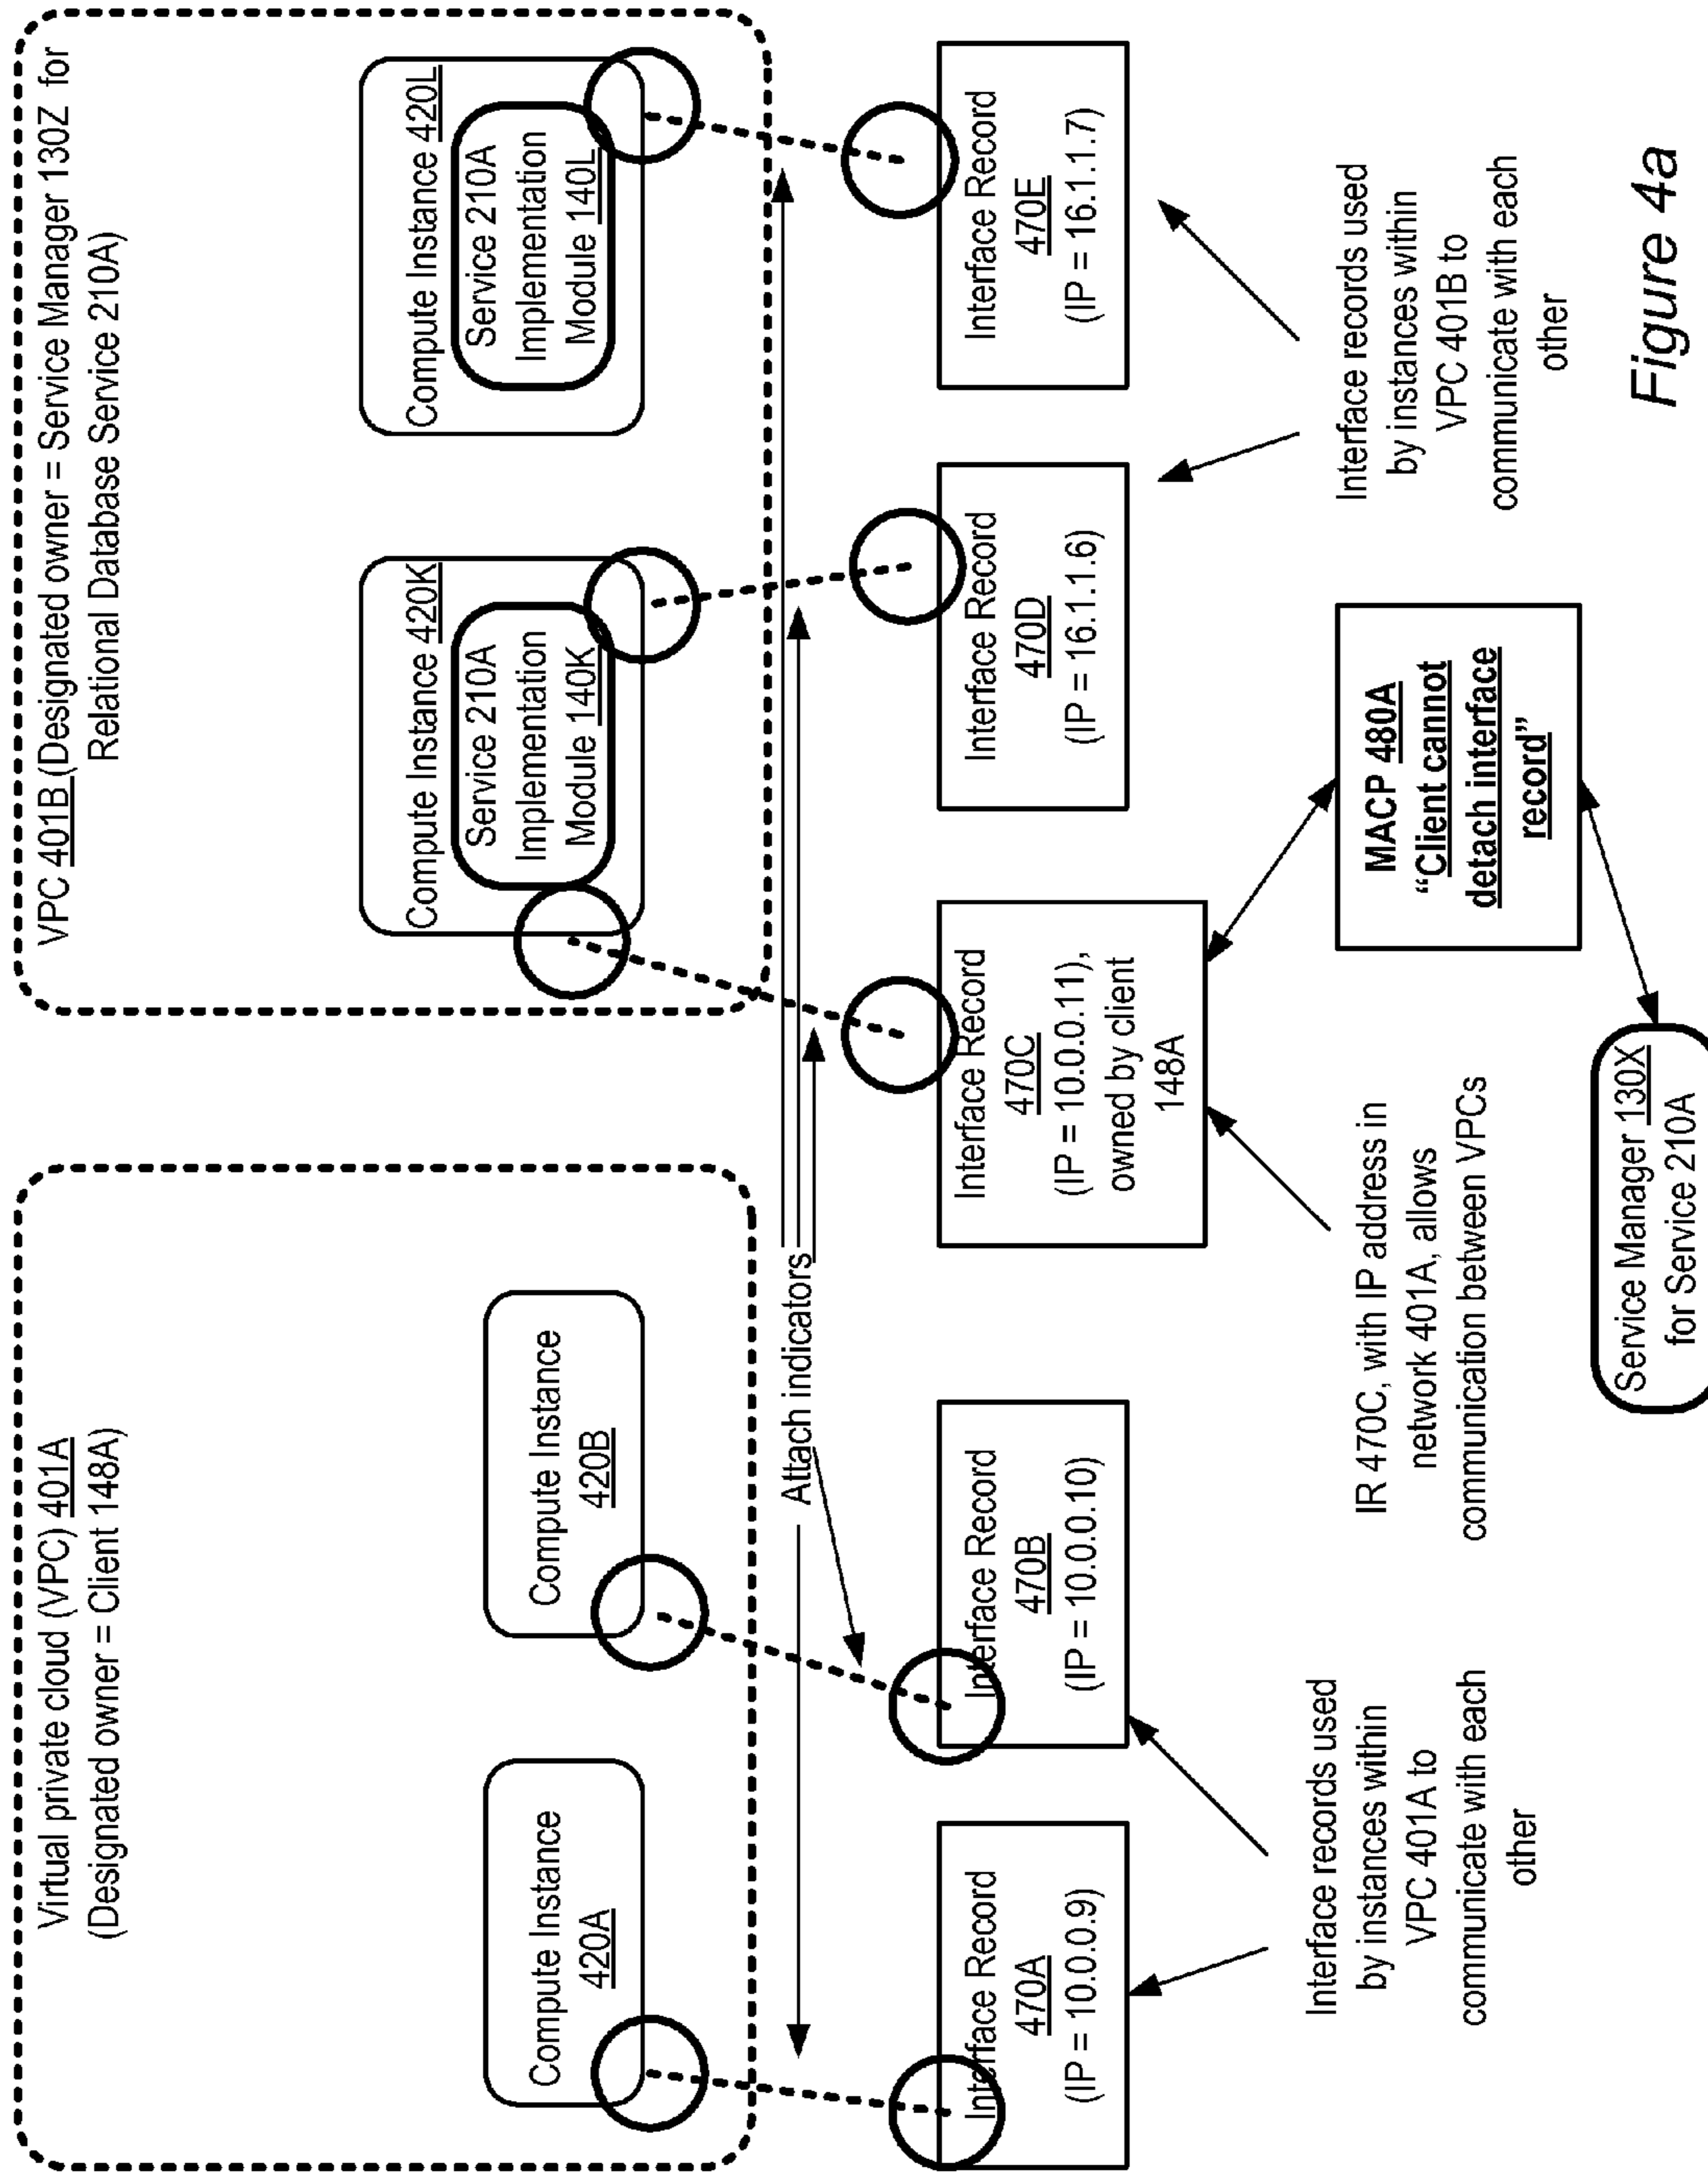 Virtual private cloud (VPC) 401A
(Designated owner = Client 148A)
VPC 401B (Designated owner = Service Manager 130Z for
Relational Database Service 210A)
Compute Instance
420A
Compute Instance
420B
Compute Instance 420K
Service 210A
Implementation
Module 140K
Compute Instance 420L
Service 210A
Implementation
Module 140L
Attach indicators
Interface Record
470A
(IP = 10.0.0.9)
Interface Record
470B
(IP = 10.0.0.10)
Interface Record
470C
(IP = 10.0.0.11),
owned by client
148A
Interface Record
470D
(IP = 16.1.1.6)
Interface Record
470E
(IP = 16.1.1.7)
Interface records used
by instances within
VPC 401A to
communicate with each
other
IR 470C, with IP address in
network 401A, allows
communication between VPCs
MACP 480A
“Client cannot
detach interface
record”
Interface records used
by instances within
VPC 401B to
communicate with each
other
Service Manager 130X
for Service 210A
Figure 4a